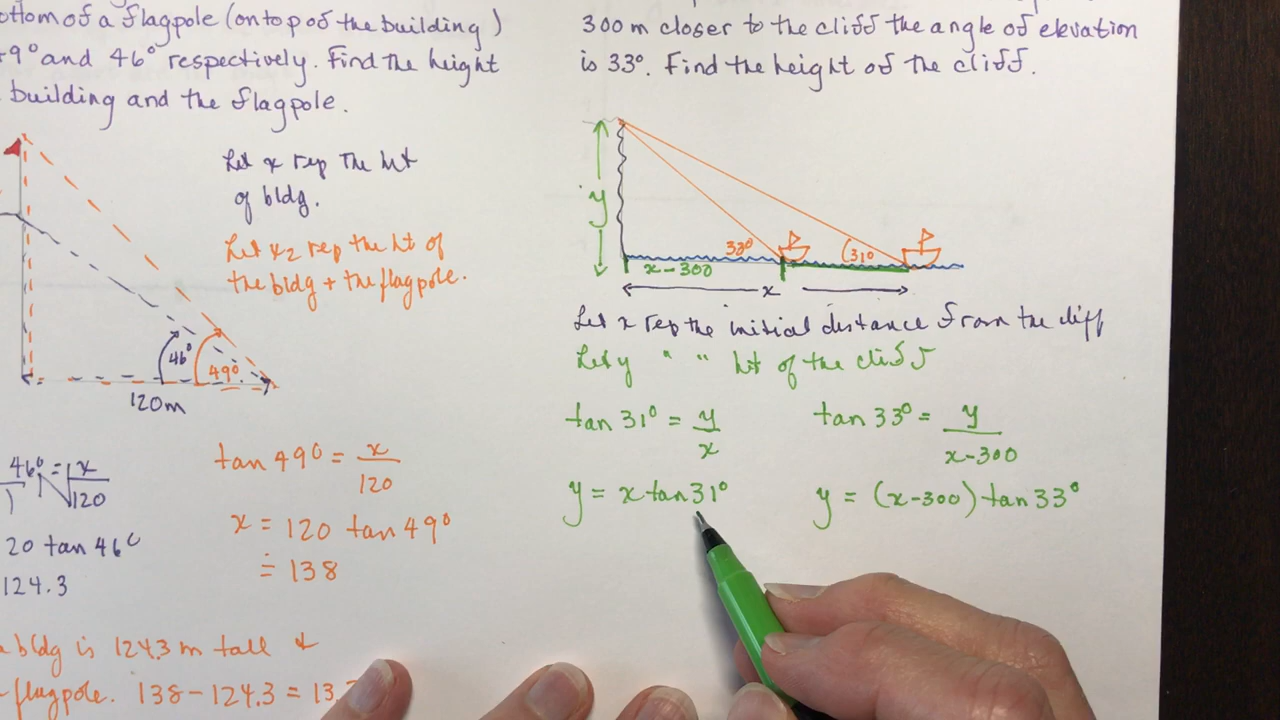 ottom of a flagpole (on top of the building)
9° and 46° respectively. Find the height
building and the flagpole.
Let x rep the ht
of bldg.
Let x2 rep the ht of
the bldg + the flagpole.
46°
49°
120m
46° = x
120
20 tan 46
124.3
tan 49° = x
120
x = 120 tan 49°
≐ 138
bldg is 124.3 m tall &
flagpole. 138 - 124.3 = 13.
300 m closer to the cliff the angle of elevation
is 33°. Find the height of the cliff.
y
33°
31°
x-300
x
Let x rep the initial distance from the cliff
Let y " " ht of the cliff
tan 31° = y
x
tan 33° = y
x-300
y = x tan 31°
y = (x-300) tan 33°